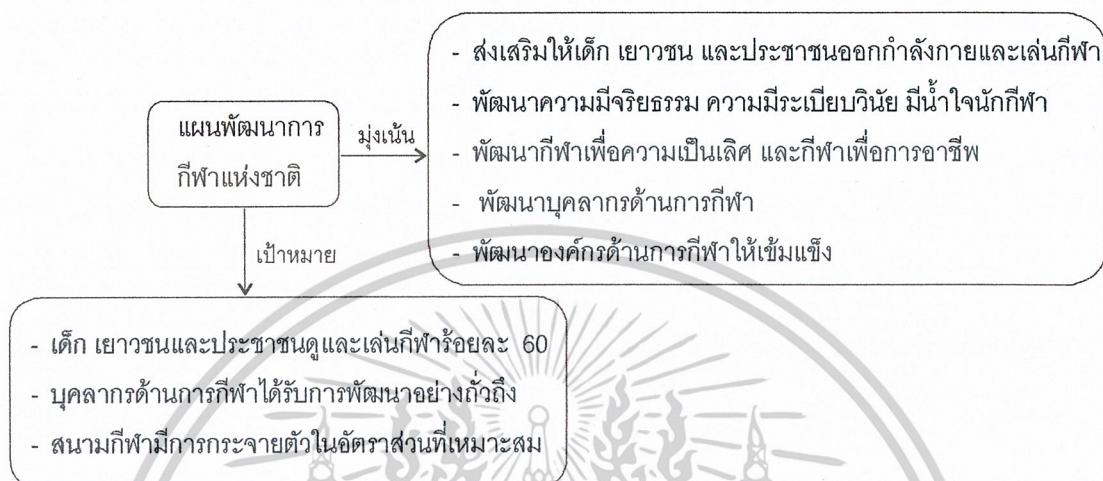 แผนพัฒนาการ
กีฬาแห่งชาติ
มุ่งเน้น
- ส่งเสริมให้เด็ก เยาวชน และประชาชนออกกำลังกายและเล่นกีฬา
- พัฒนาความมีจริยธรรม ความมีระเบียบวินัย มีน้ำใจนักกีฬา
- พัฒนากีฬาเพื่อความเป็นเลิศ และกีฬาเพื่อการอาชีพ
- พัฒนาบุคลากรด้านการกีฬา
- พัฒนาองค์กรด้านการกีฬาให้เข้มแข็ง
เป้าหมาย
- เด็ก เยาวชนและประชาชนดูและเล่นกีฬาร้อยละ 60
- บุคลากรด้านการกีฬาได้รับการพัฒนาอย่างถั่วถึง
- สนามกีฬามีการกระจายตัวในอัตราส่วนที่เหมาะสม